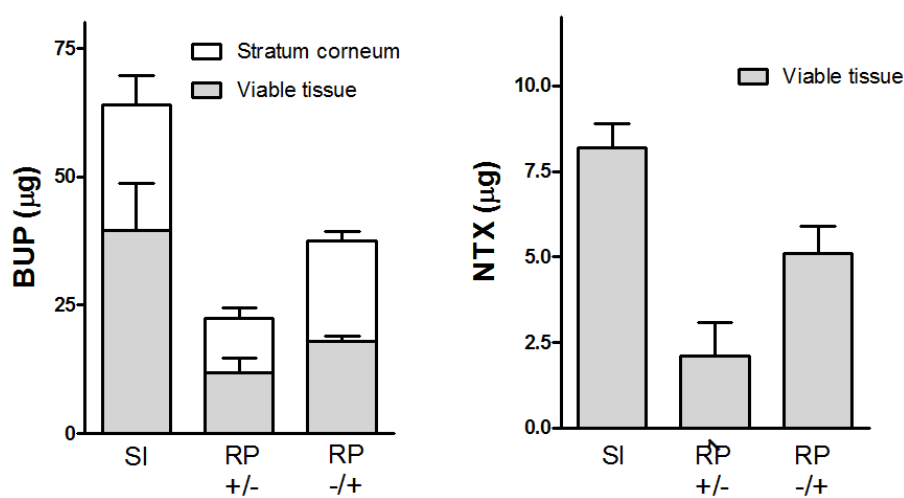 75
50
25
0
BUP (μg)
Stratum corneum
Viable tissue
SI
RP
+/-
RP
-/+
10.0
7.5
5.0
2.5
0.0
NTX (μg)
Viable tissue
SI
RP
+/-
RP
-/+